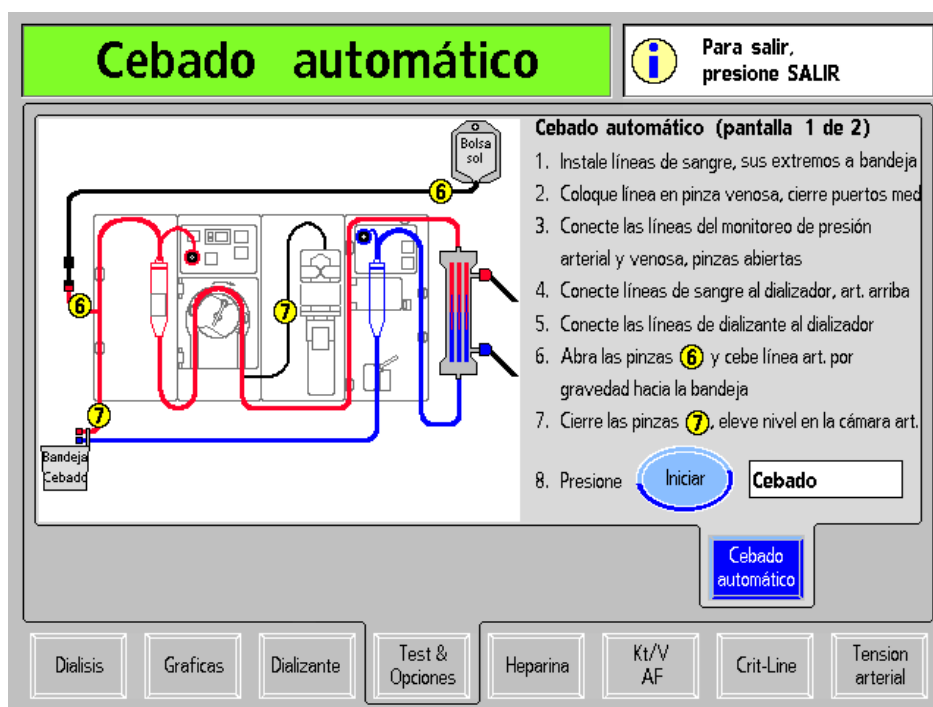 Cebado automático
Para salir,
presione SALIR
Bolsa
sol
6
6
7
7
Bandeja
Cebado
Cebado automático (pantalla 1 de 2)
1. Instale líneas de sangre, sus extremos a bandeja
2. Coloque línea en pinza venosa, cierre puertos med
3. Conecte las líneas del monitoreo de presión
arterial y venosa, pinzas abiertas
4. Conecte líneas de sangre al dializador, art. arriba
5. Conecte las líneas de dializante al dializador
6. Abra las pinzas 6 y cebe línea art. por
gravedad hacia la bandeja
7. Cierre las pinzas 7, eleve nivel en la cámara art.
8. Presione Iniciar Cebado
Cebado
automático
Dialisis
Graficas
Dializante
Test &
Opciones
Heparina
Kt/V
AF
Crit-Line
Tension
arterial